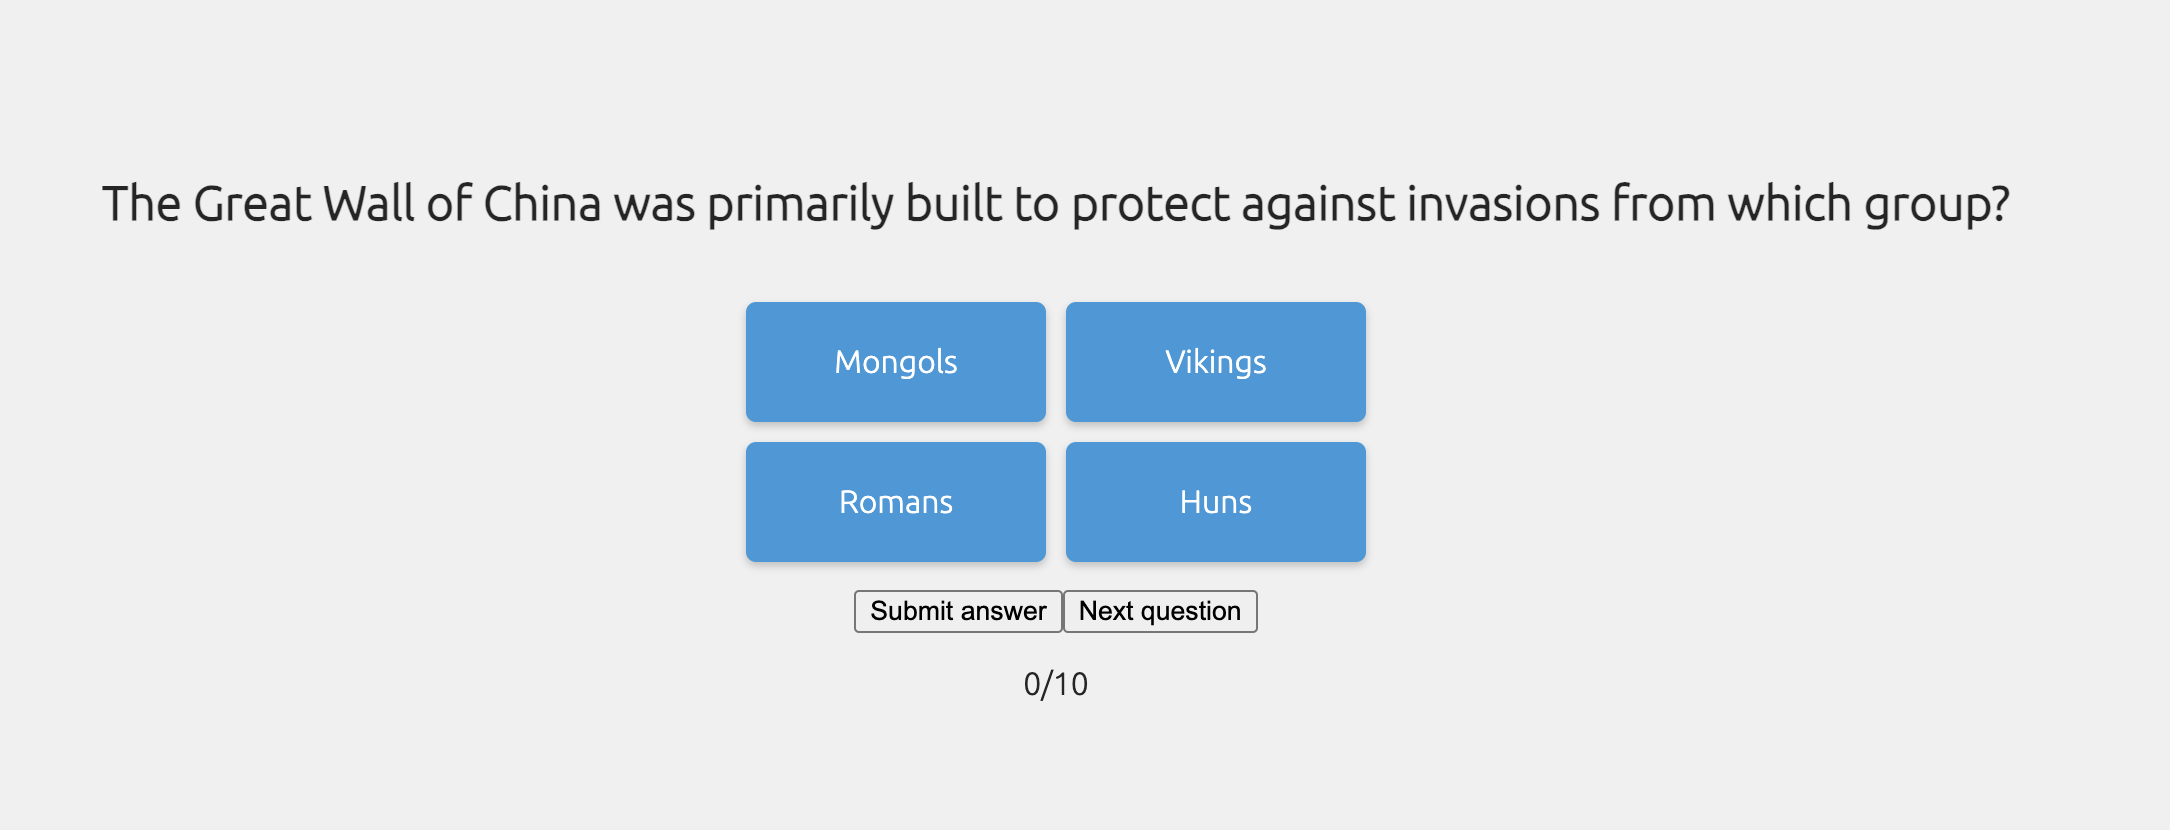 The Great Wall of China was primarily built to protect against invasions from which group?
Mongols
Vikings
Romans
Huns
Submit answer
Next question
0/10